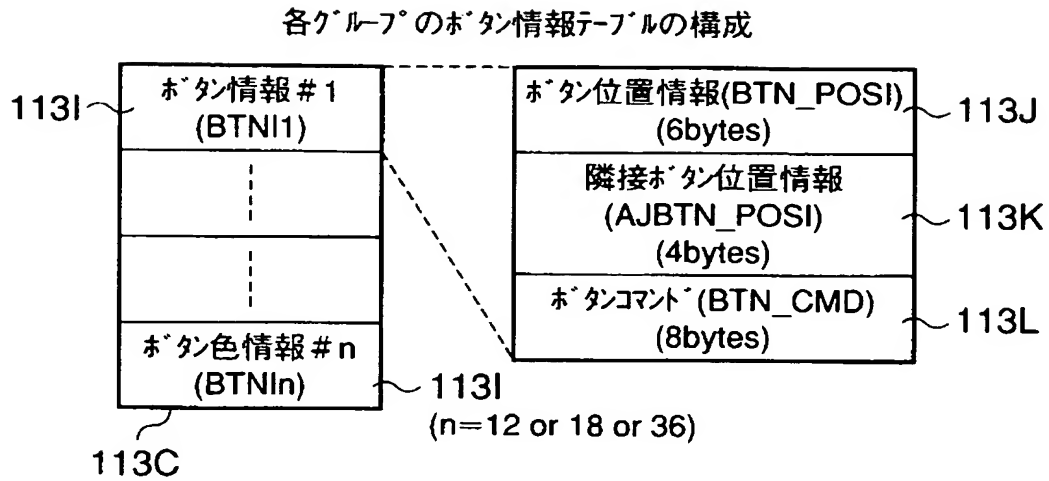 各グループのボタン情報テーブルの構成
113I
ボタン情報#1
(BTNI1)
ボタン色情報#n
(BTNIn)
113I
(n=12 or 18 or 36)
113C
ボタン位置情報(BTN_POSI)
(6bytes)
113J
隣接ボタン位置情報
(AJBTN_POSI)
(4bytes)
113K
ボタンコマンド(BTN_CMD)
(8bytes)
113L